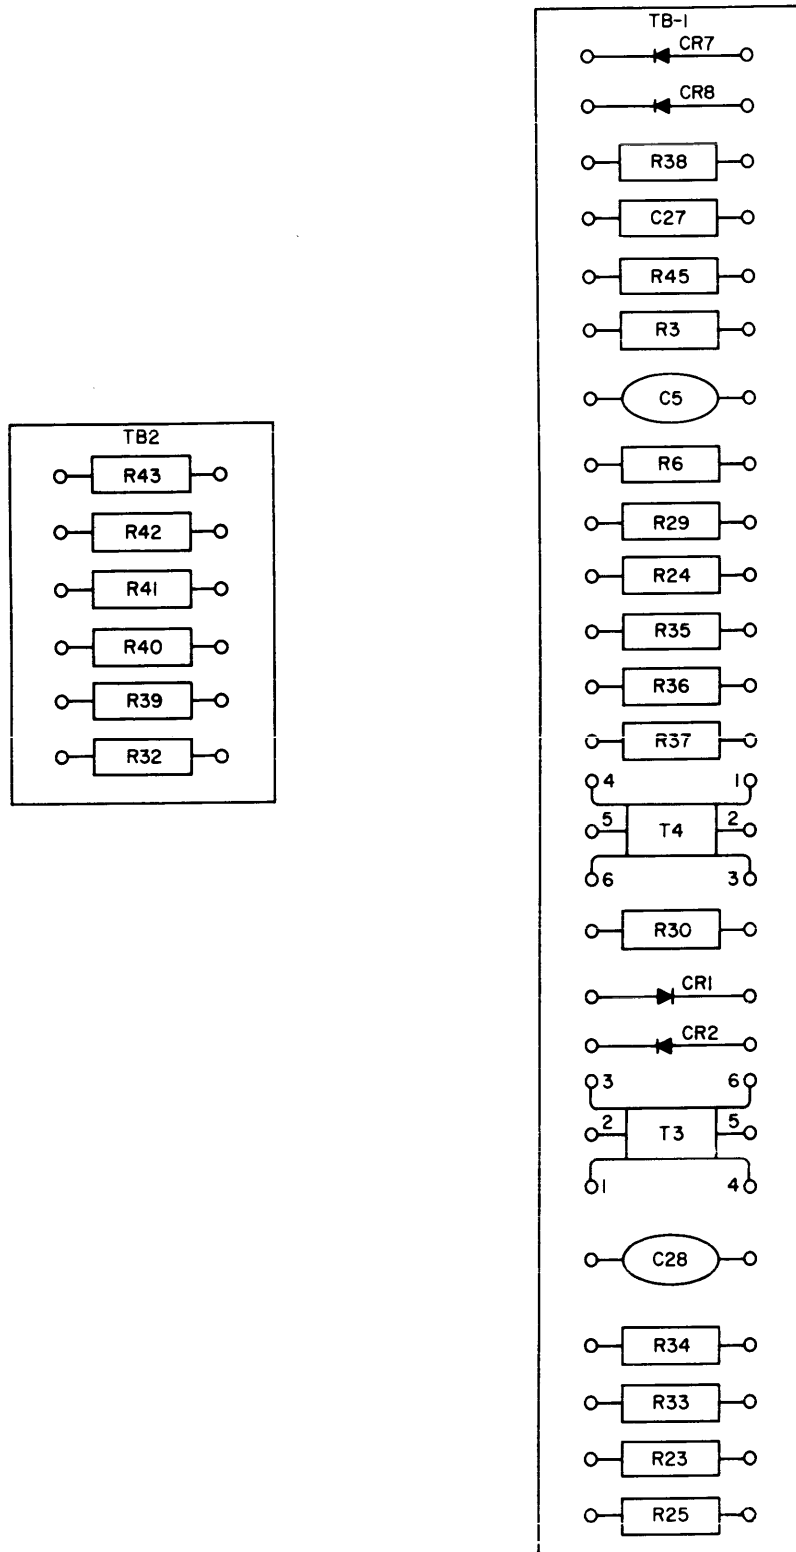 TB2
R43
R42
R41
R40
R39
R32
TB-1
CR7
CR8
R38
C27
R45
R3
C5
R6
R29
R24
R35
R36
R37
4 1
5 T4 2
6 3
R30
CR1
CR2
3 6
2 T3 5
1 4
C28
R34
R33
R23
R25